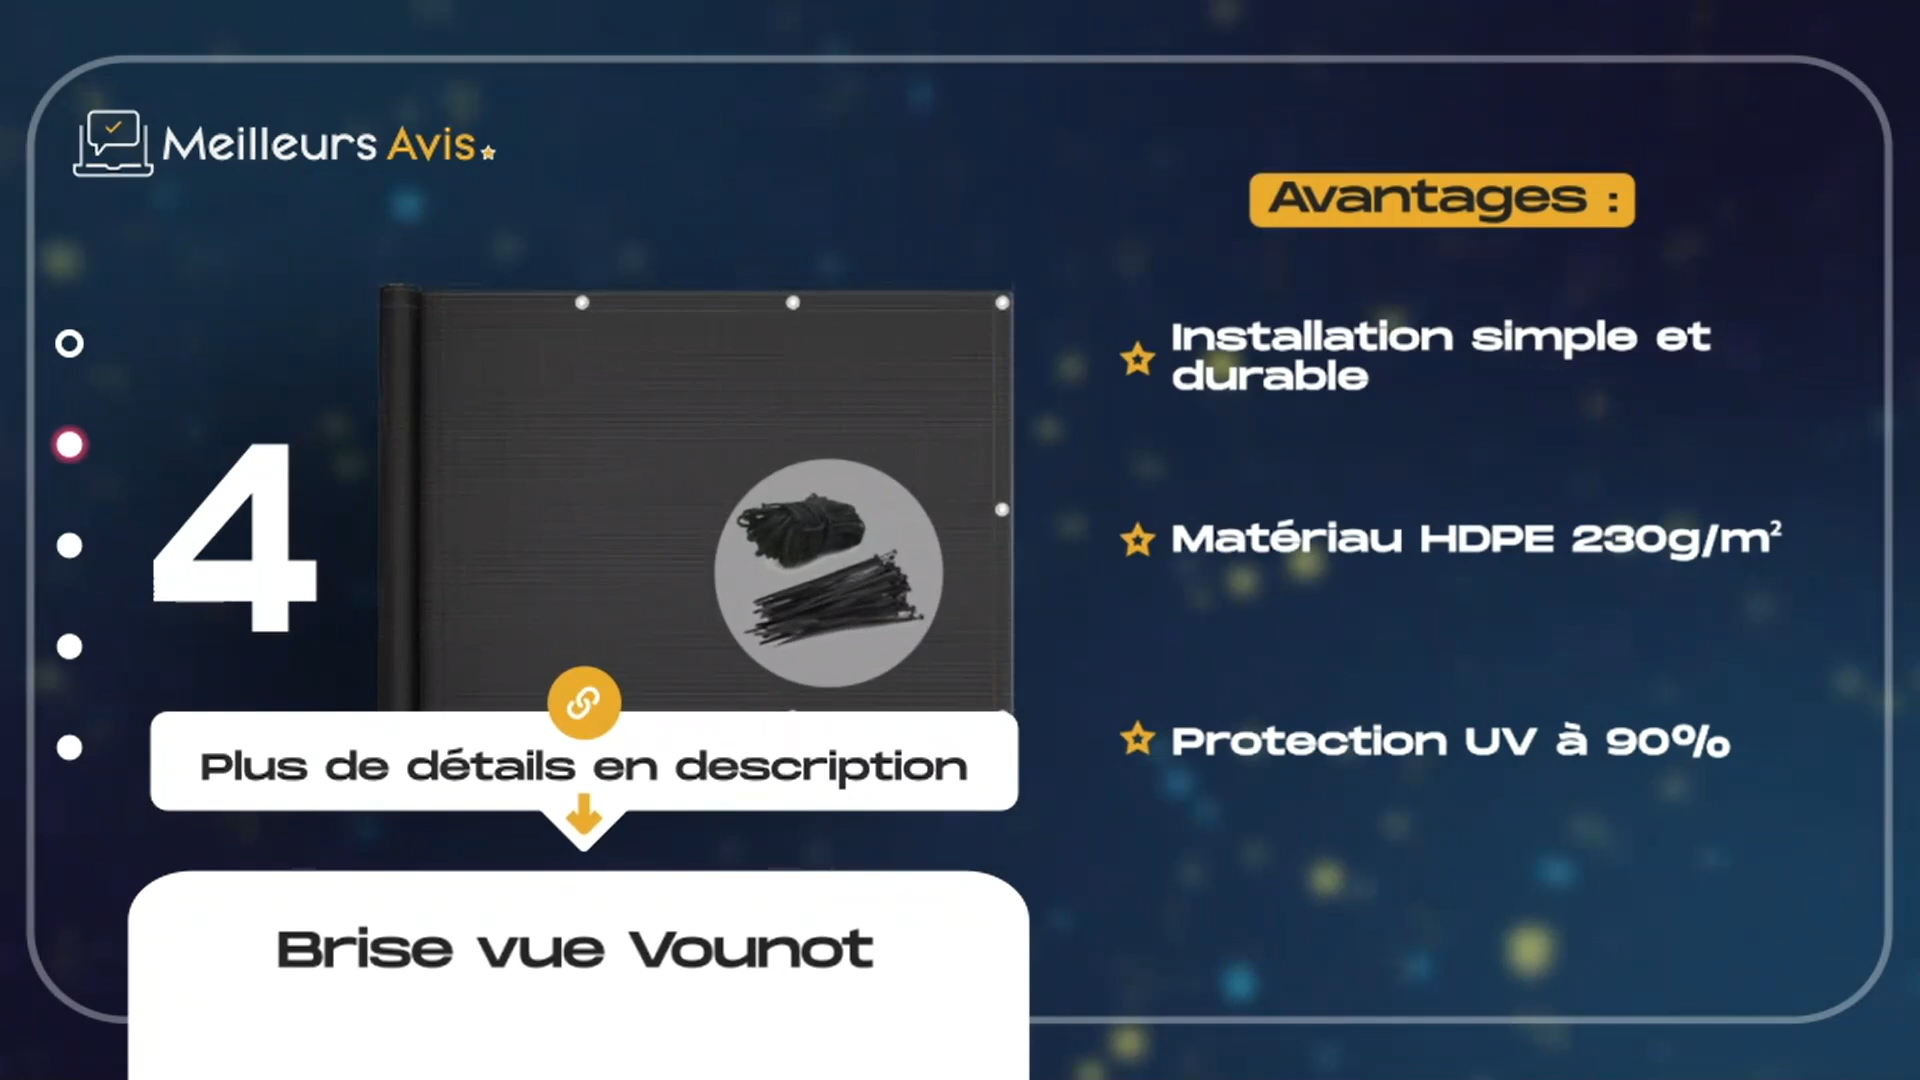 Meilleurs Avis
Avantages :
Installation simple et
durable
4
Matériau HDPE 230g/m²
Protection UV à 90%
Plus de détails en description
Brise vue Vounot